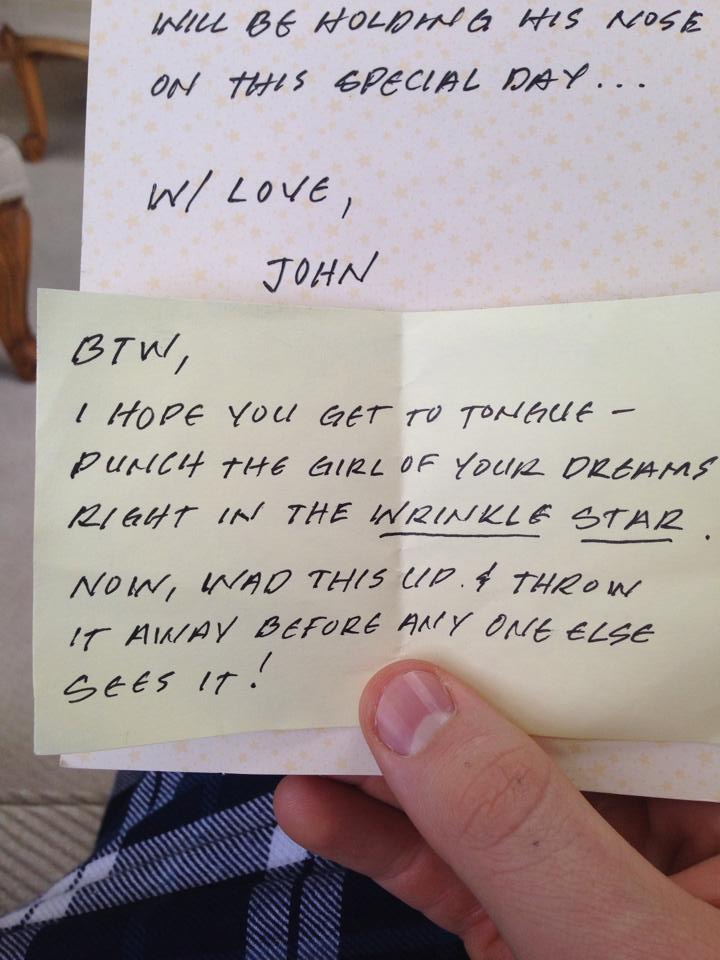 WILL BE HOLDING HIS NOSE
ON THIS SPECIAL DAY...
W/ LOVE,
JOHN
BTW,
I HOPE YOU GET TO TONGUE-
PUNCH THE GIRL OF YOUR DREAMS
RIGHT IN THE WRINKLE STAR.
NOW, WAD THIS UP & THROW
IT AWAY BEFORE ANY ONE ELSE
SEES IT!